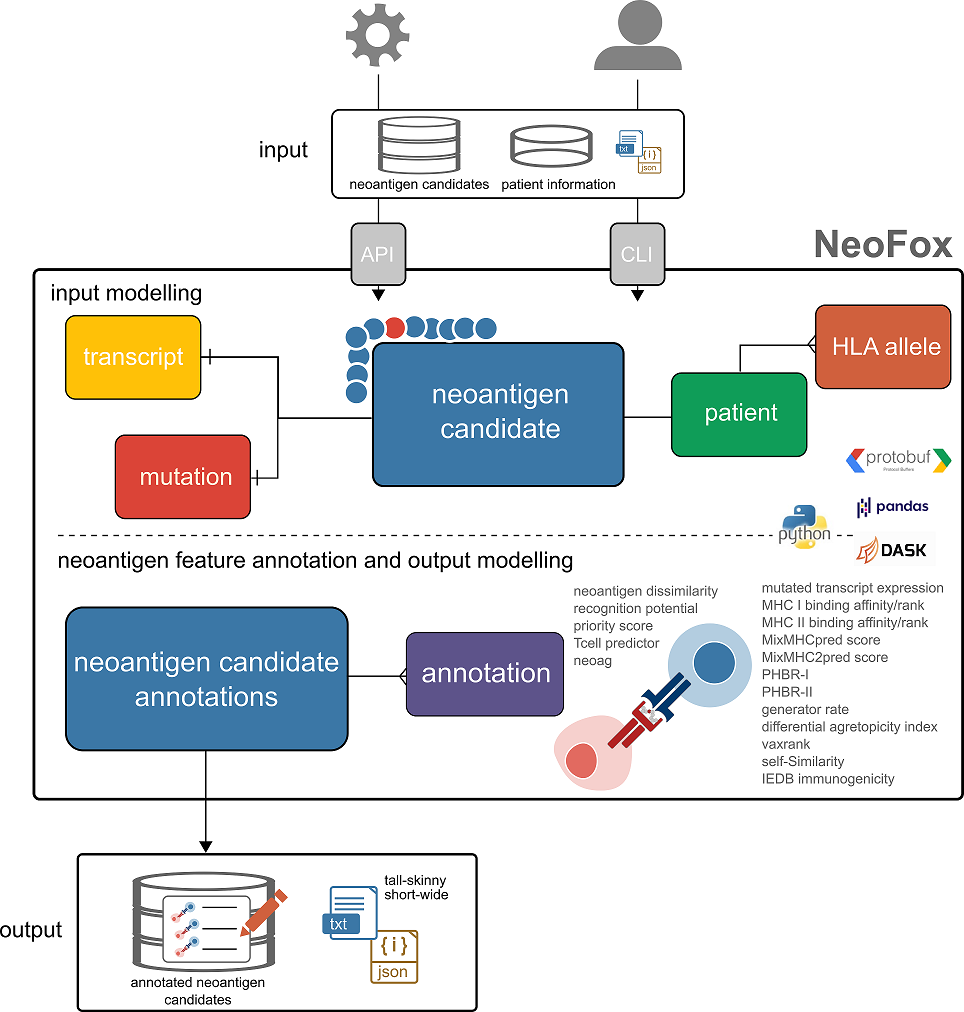 input
neoantigen candidates
patient information
txt
{i}
json
API
CLI
NeoFox
input modelling
transcript
mutation
neoantigen
candidate
patient
HLA allele
protobuf
Protocol Buffers
pandas
python
DASK
neoantigen feature annotation and output modelling
neoantigen candidate
annotations
annotation
neoantigen dissimilarity
recognition potential
priority score
Tcell predictor
neoag
mutated transcript expression
MHC I binding affinity/rank
MHC II binding affinity/rank
MixMHCpred score
MixMHC2pred score
PHBR-I
PHBR-II
generator rate
differential agretopicity index
vaxrank
self-Similarity
IEDB immunogenicity
output
annotated neoantigen
candidates
tall-skinny
short-wide
txt
{i}
json